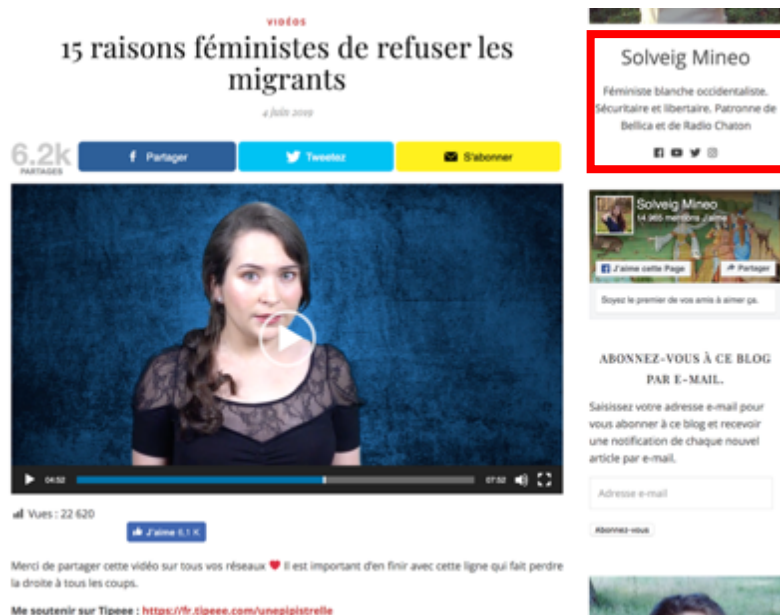 VIDÉOS
15 raisons féministes de refuser les
migrants
4 juin 2019
6.2k
PARTAGES
Partager
Tweetez
S'abonner
04:52
07:52
Vues : 22 620
J'aime 6,1 K
Merci de partager cette vidéo sur tous vos réseaux ❤ Il est important d'en finir avec cette ligne qui fait perdre
la droite à tous les coups.
Me soutenir sur Tipeee : https://fr.tipeee.com/unepipistrelle
Solveig Mineo
Féministe blanche occidentaliste.
Sécuritaire et libertaire. Patronne de
Bellica et de Radio Chaton
Solveig Mineo
14 965 mentions J'aime
J'aime cette Page
Partager
Soyez le premier de vos amis à aimer ça.
ABONNEZ-VOUS À CE BLOG
PAR E-MAIL.
Saisissez votre adresse e-mail pour
vous abonner à ce blog et recevoir
une notification de chaque nouvel
article par e-mail.
Adresse e-mail
Abonnez-vous